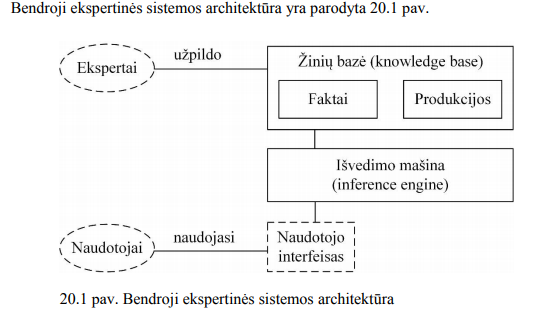 Bendroji ekspertinės sistemos architektūra yra parodyta 20.1 pav.
Ekspertai
užpildo
Žinių bazė (knowledge base)
Faktai
Produkcijos
Išvedimo mašina
(inference engine)
Naudotojai
naudojasi
Naudotojo
interfeisas
20.1 pav. Bendroji ekspertinės sistemos architektūra